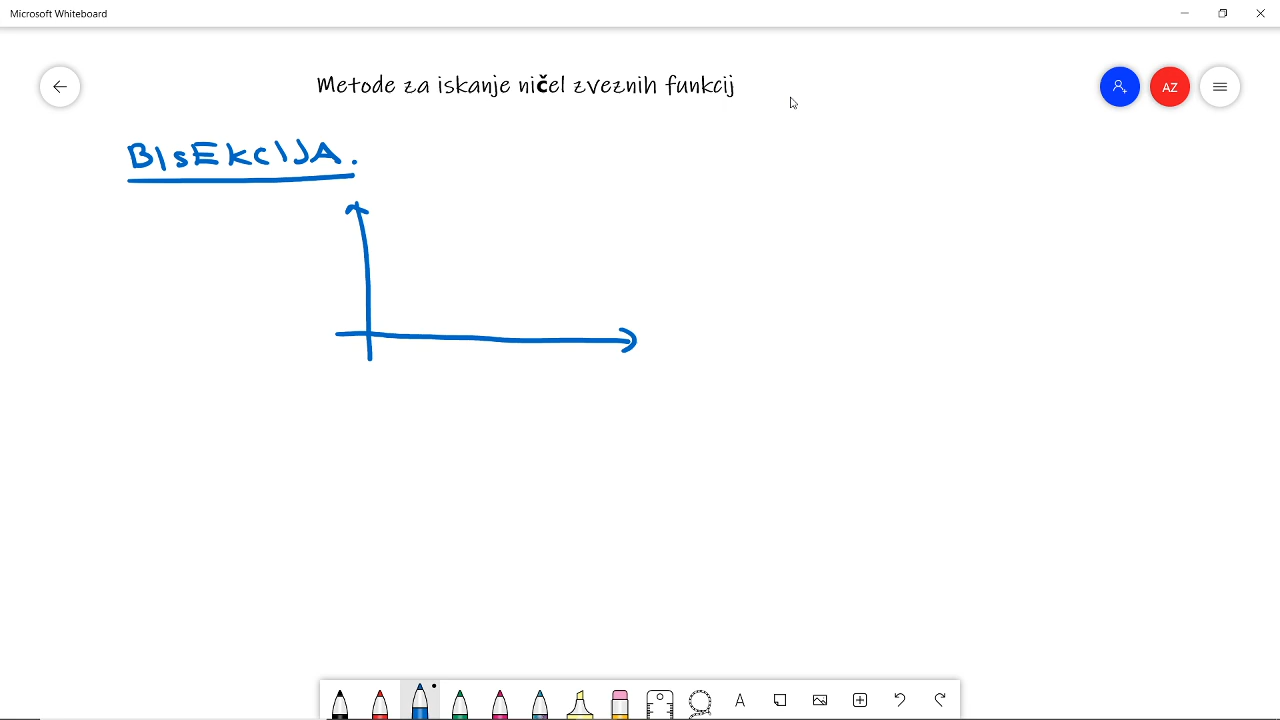 Microsoft Whiteboard
Metode za iskanje ničel zveznih funkcij
AZ
BISEKCIJA.
A